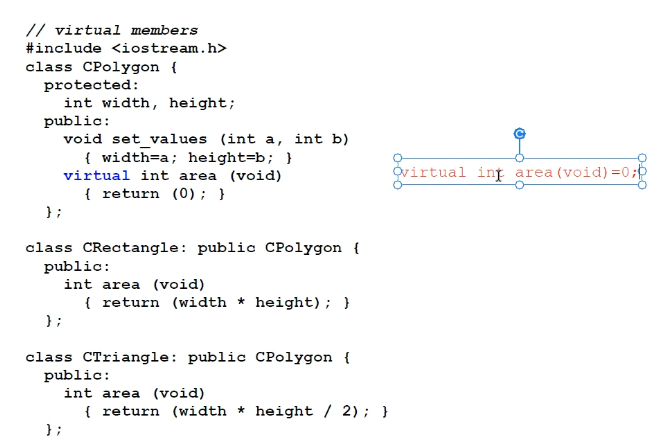 // virtual members
#include <iostream.h>
class CPolygon {
protected:
int width, height;
public:
void set_values (int a, int b)
{ width=a; height=b; }
virtual int area (void)
{ return (0); }
};
virtual int area(void)=0;
class CRectangle: public CPolygon {
public:
int area (void)
{ return (width * height); }
};
class CTriangle: public CPolygon {
public:
int area (void)
{ return (width * height / 2); }
};